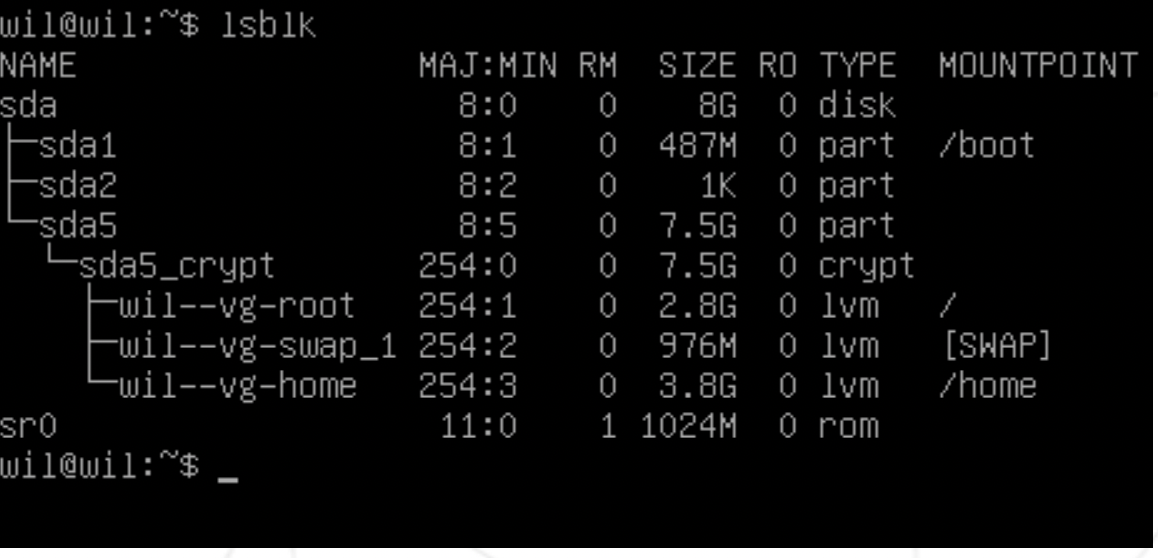 wil@wil:~$ lsblk
NAME                  MAJ:MIN RM  SIZE RO TYPE  MOUNTPOINT
sda                     8:0    0    8G  0 disk
├─sda1                  8:1    0  487M  0 part  /boot
├─sda2                  8:2    0    1K  0 part
└─sda5                  8:5    0  7.5G  0 part
  └─sda5_crypt        254:0    0  7.5G  0 crypt
    ├─wil--vg-root    254:1    0  2.8G  0 lvm   /
    ├─wil--vg-swap_1  254:2    0  976M  0 lvm   [SWAP]
    └─wil--vg-home    254:3    0  3.8G  0 lvm   /home
sr0                    11:0    1 1024M  0 rom
wil@wil:~$ _